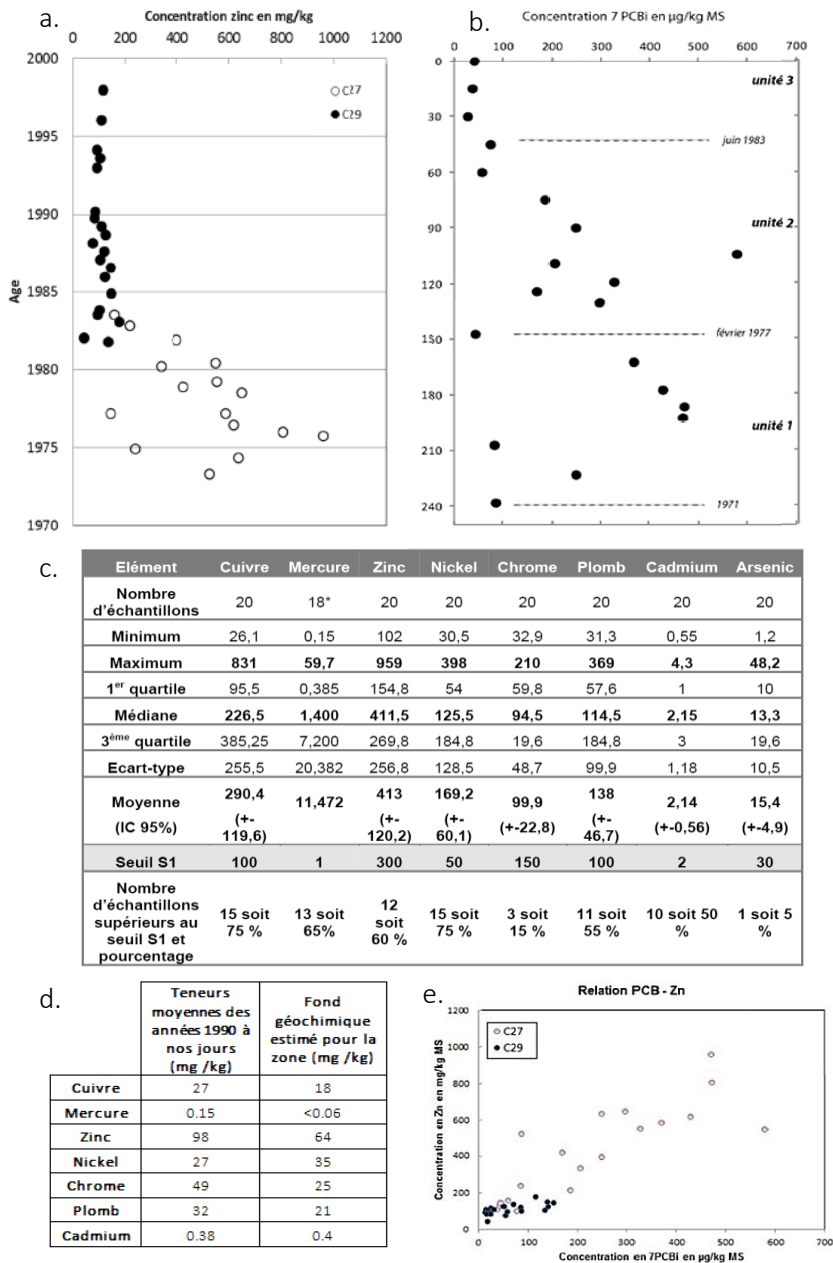 a.
Concentration zinc en mg/kg
0 200 400 600 800 1000 1200
2000
1995
1990
1985
1980
1975
1970
Age
C27
C29
b.
Concentration 7 PCBi en µg/kg MS
0 100 200 300 400 500 600 700
0
30
60
90
120
150
180
210
240
unité 3
juin 1983
unité 2
février 1977
unité 1
1971
c.
Elément Cuivre Mercure Zinc Nickel Chrome Plomb Cadmium Arsenic
Nombre
d'échantillons 20 18* 20 20 20 20 20 20
Minimum 26,1 0,15 102 30,5 32,9 31,3 0,55 1,2
Maximum 831 59,7 959 398 210 369 4,3 48,2
1er quartile 95,5 0,385 154,8 54 59,8 57,6 1 10
Médiane 226,5 1,400 411,5 125,5 94,5 114,5 2,15 13,3
3ème quartile 385,25 7,200 269,8 184,8 19,6 184,8 3 19,6
Ecart-type 255,5 20,382 256,8 128,5 48,7 99,9 1,18 10,5
Moyenne
(IC 95%)
290,4
(+-
119,6)
11,472
413
(+-
120,2)
169,2
(+-
60,1)
99,9
(+-22,8)
138
(+-
46,7)
2,14
(+-0,56)
15,4
(+-4,9)
Seuil S1 100 1 300 50 150 100 2 30
Nombre
d'échantillons
supérieurs au
seuil S1 et
pourcentage
15 soit
75 %
13 soit
65%
12
soit
60 %
15 soit
75 %
3 soit
15 %
11 soit
55 %
10 soit 50
%
1 soit 5
%
d.
Teneurs
moyennes des
années 1990 à
nos jours
(mg /kg)
Fond
géochimique
estimé pour la
zone (mg /kg)
Cuivre 27 18
Mercure 0.15 <0.06
Zinc 98 64
Nickel 27 35
Chrome 49 25
Plomb 32 21
Cadmium 0.38 0.4
e.
Relation PCB - Zn
C27
C29
Concentration en Zn en mg/kg MS
1200
1000
800
600
400
200
0
0 100 200 300 400 500 600 700
Concentration en 7PCBi en µg/kg MS